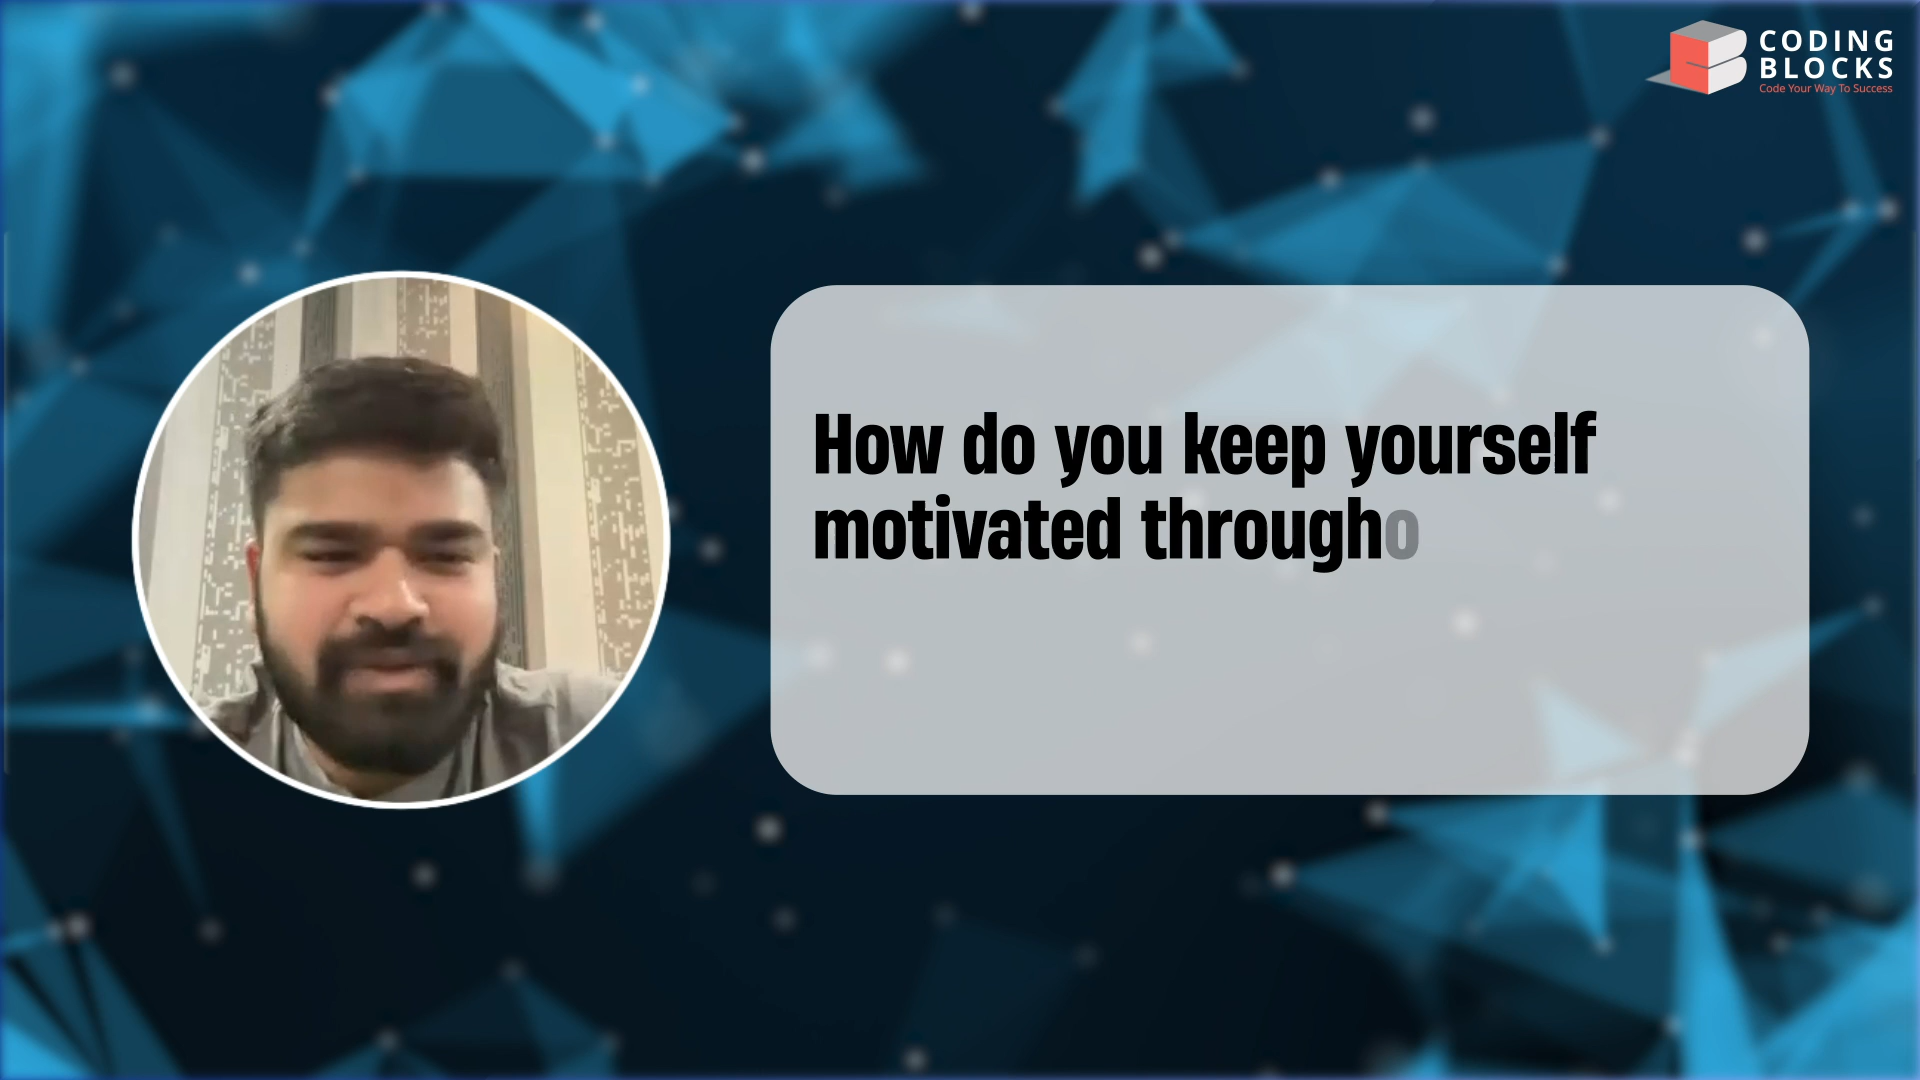 CODING
BLOCKS
Code Your Way To Success
How do you keep yourself
motivated througho